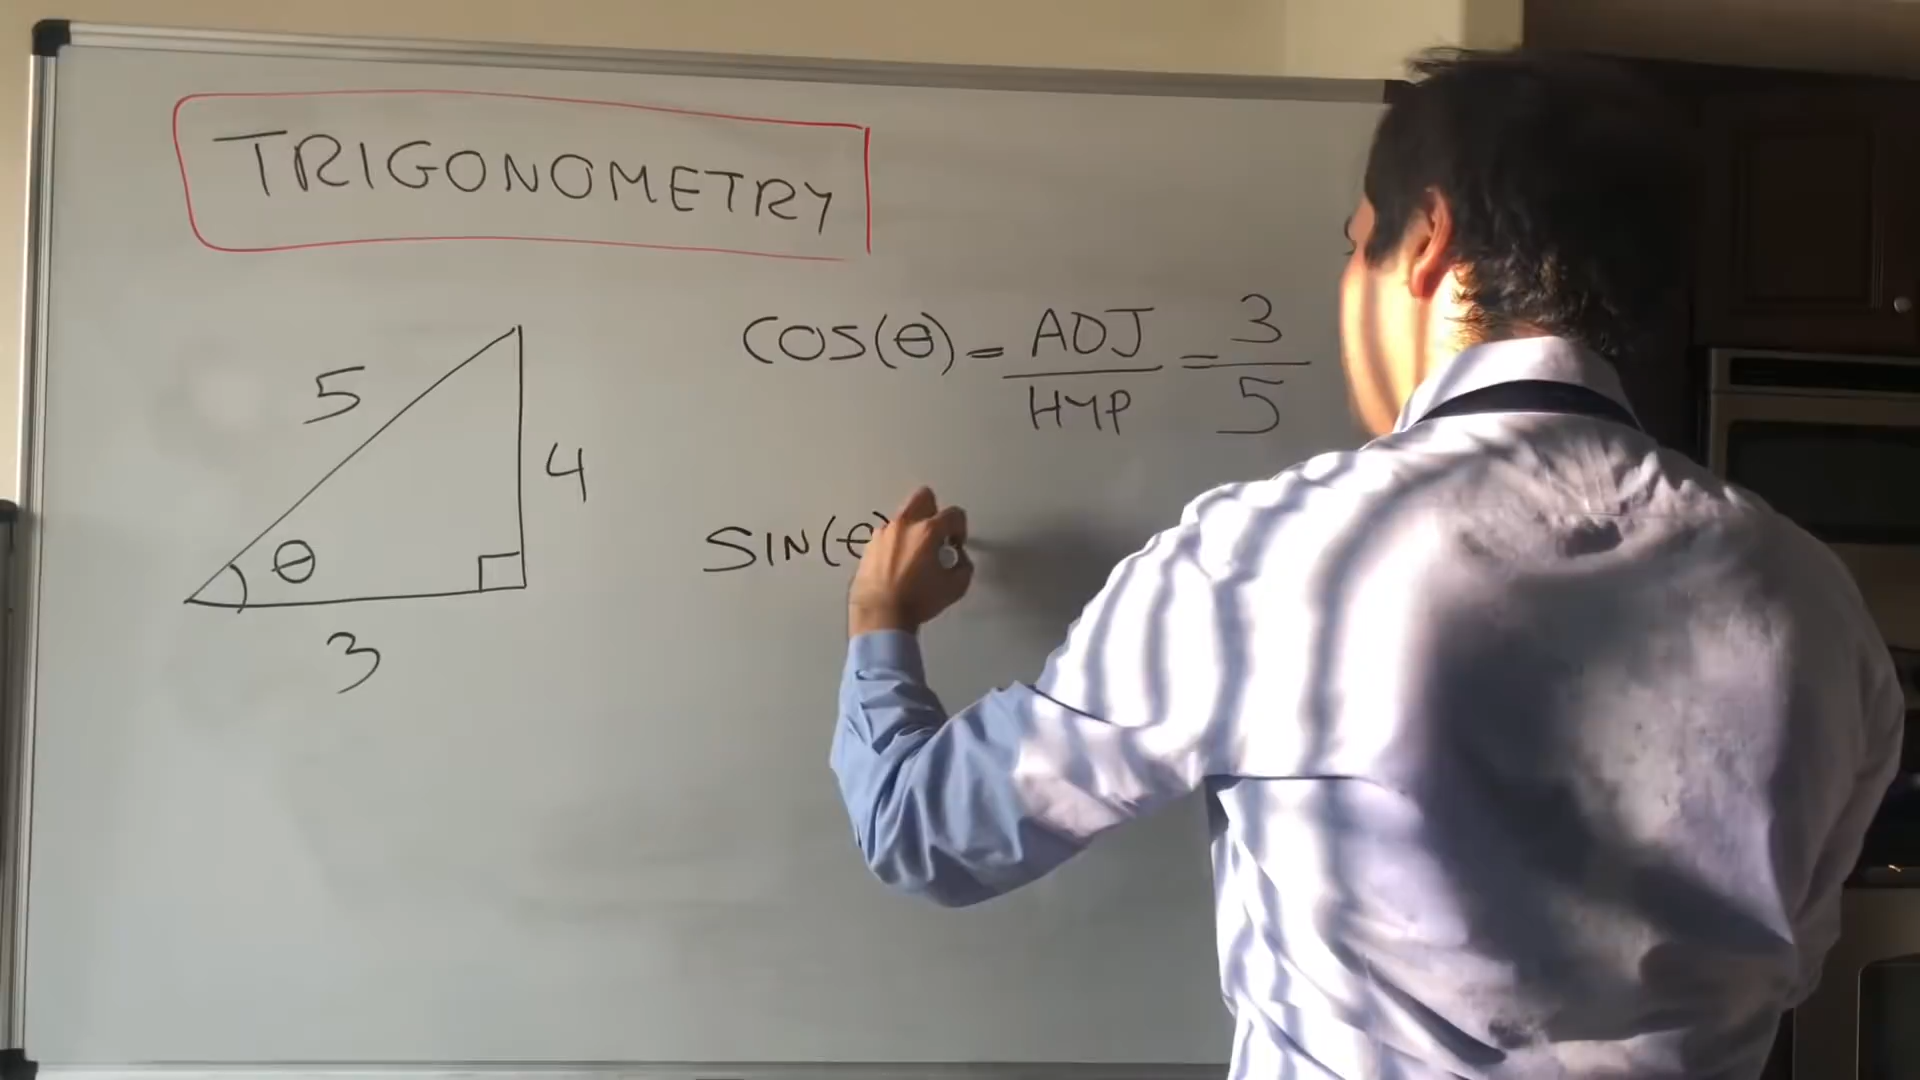 TRIGONOMETRY
COS(θ) = ADJ/HYP = 3/5
5
4
SIN(θ)
θ
3